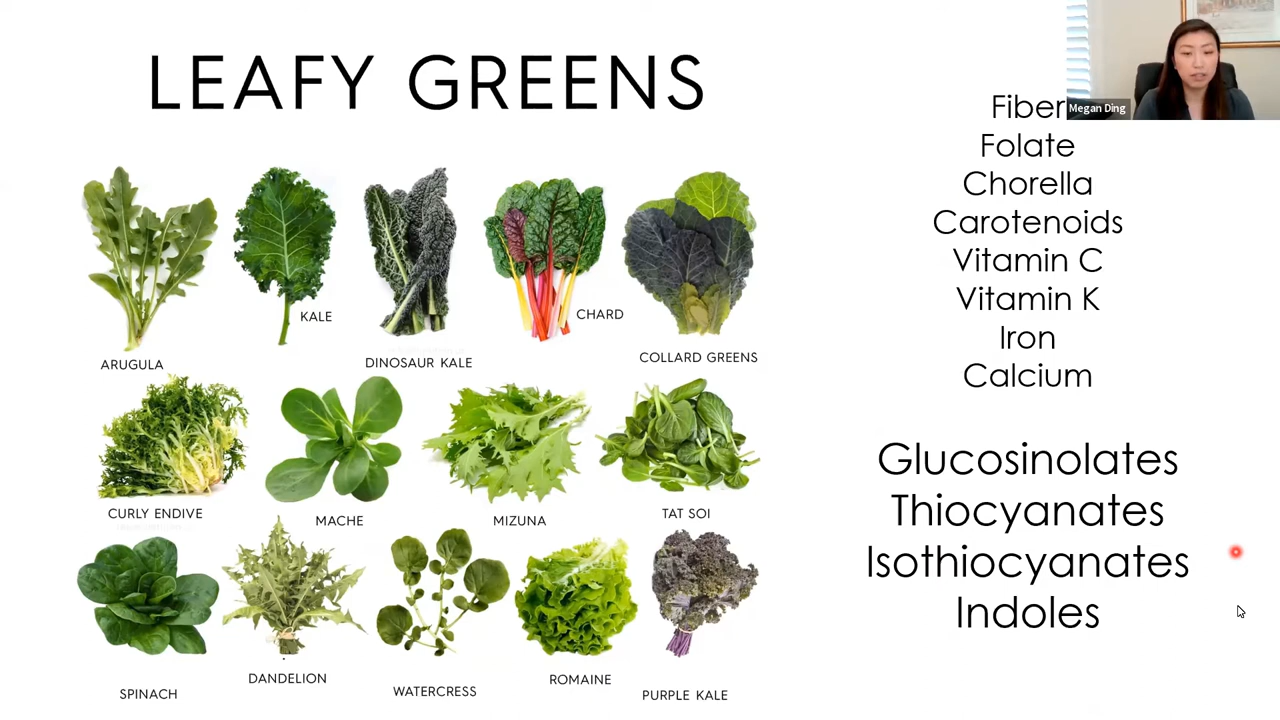 LEAFY GREENS
ARUGULA
KALE
DINOSAUR KALE
CHARD
COLLARD GREENS
CURLY ENDIVE
MACHE
MIZUNA
TAT SOI
SPINACH
DANDELION
WATERCRESS
ROMAINE
PURPLE KALE
Fiber
Folate
Chorella
Carotenoids
Vitamin C
Vitamin K
Iron
Calcium
Glucosinolates
Thiocyanates
Isothiocyanates
Indoles
Megan Ding